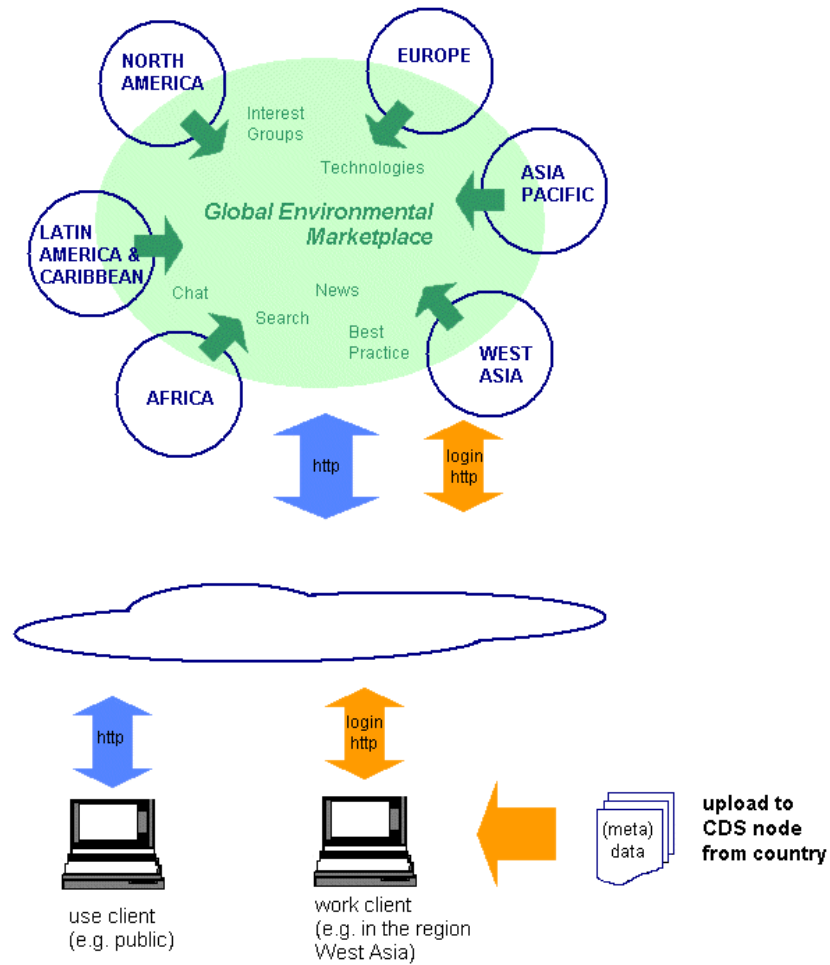 NORTH
AMERICA
EUROPE
Interest
Groups
Technologies
ASIA
PACIFIC
Global Environmental
Marketplace
LATIN
AMERICA &
CARIBBEAN
Chat
News
Search
Best
Practice
WEST
ASIA
AFRICA
http
login
http
http
login
http
(meta)
data
upload to
CDS node
from country
use client
(e.g. public)
work client
(e.g. in the region
West Asia)